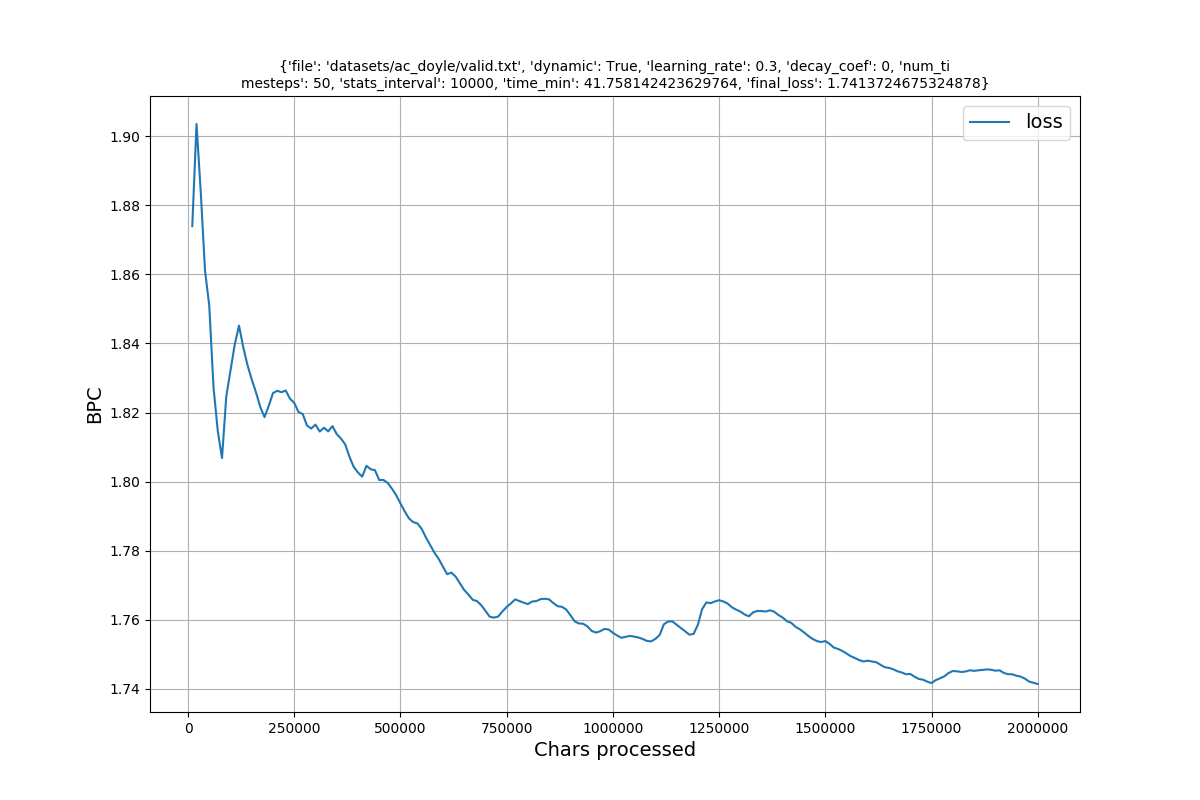 {'file': 'datasets/ac_doyle/valid.txt', 'dynamic': True, 'learning_rate': 0.3, 'decay_coef': 0, 'num_ti
mesteps': 50, 'stats_interval': 10000, 'time_min': 41.758142423629764, 'final_loss': 1.7413724675324878}
loss
1.90
1.88
1.86
1.84
1.82
1.80
1.78
1.76
1.74
BPC
0 250000 500000 750000 1000000 1250000 1500000 1750000 2000000
Chars processed